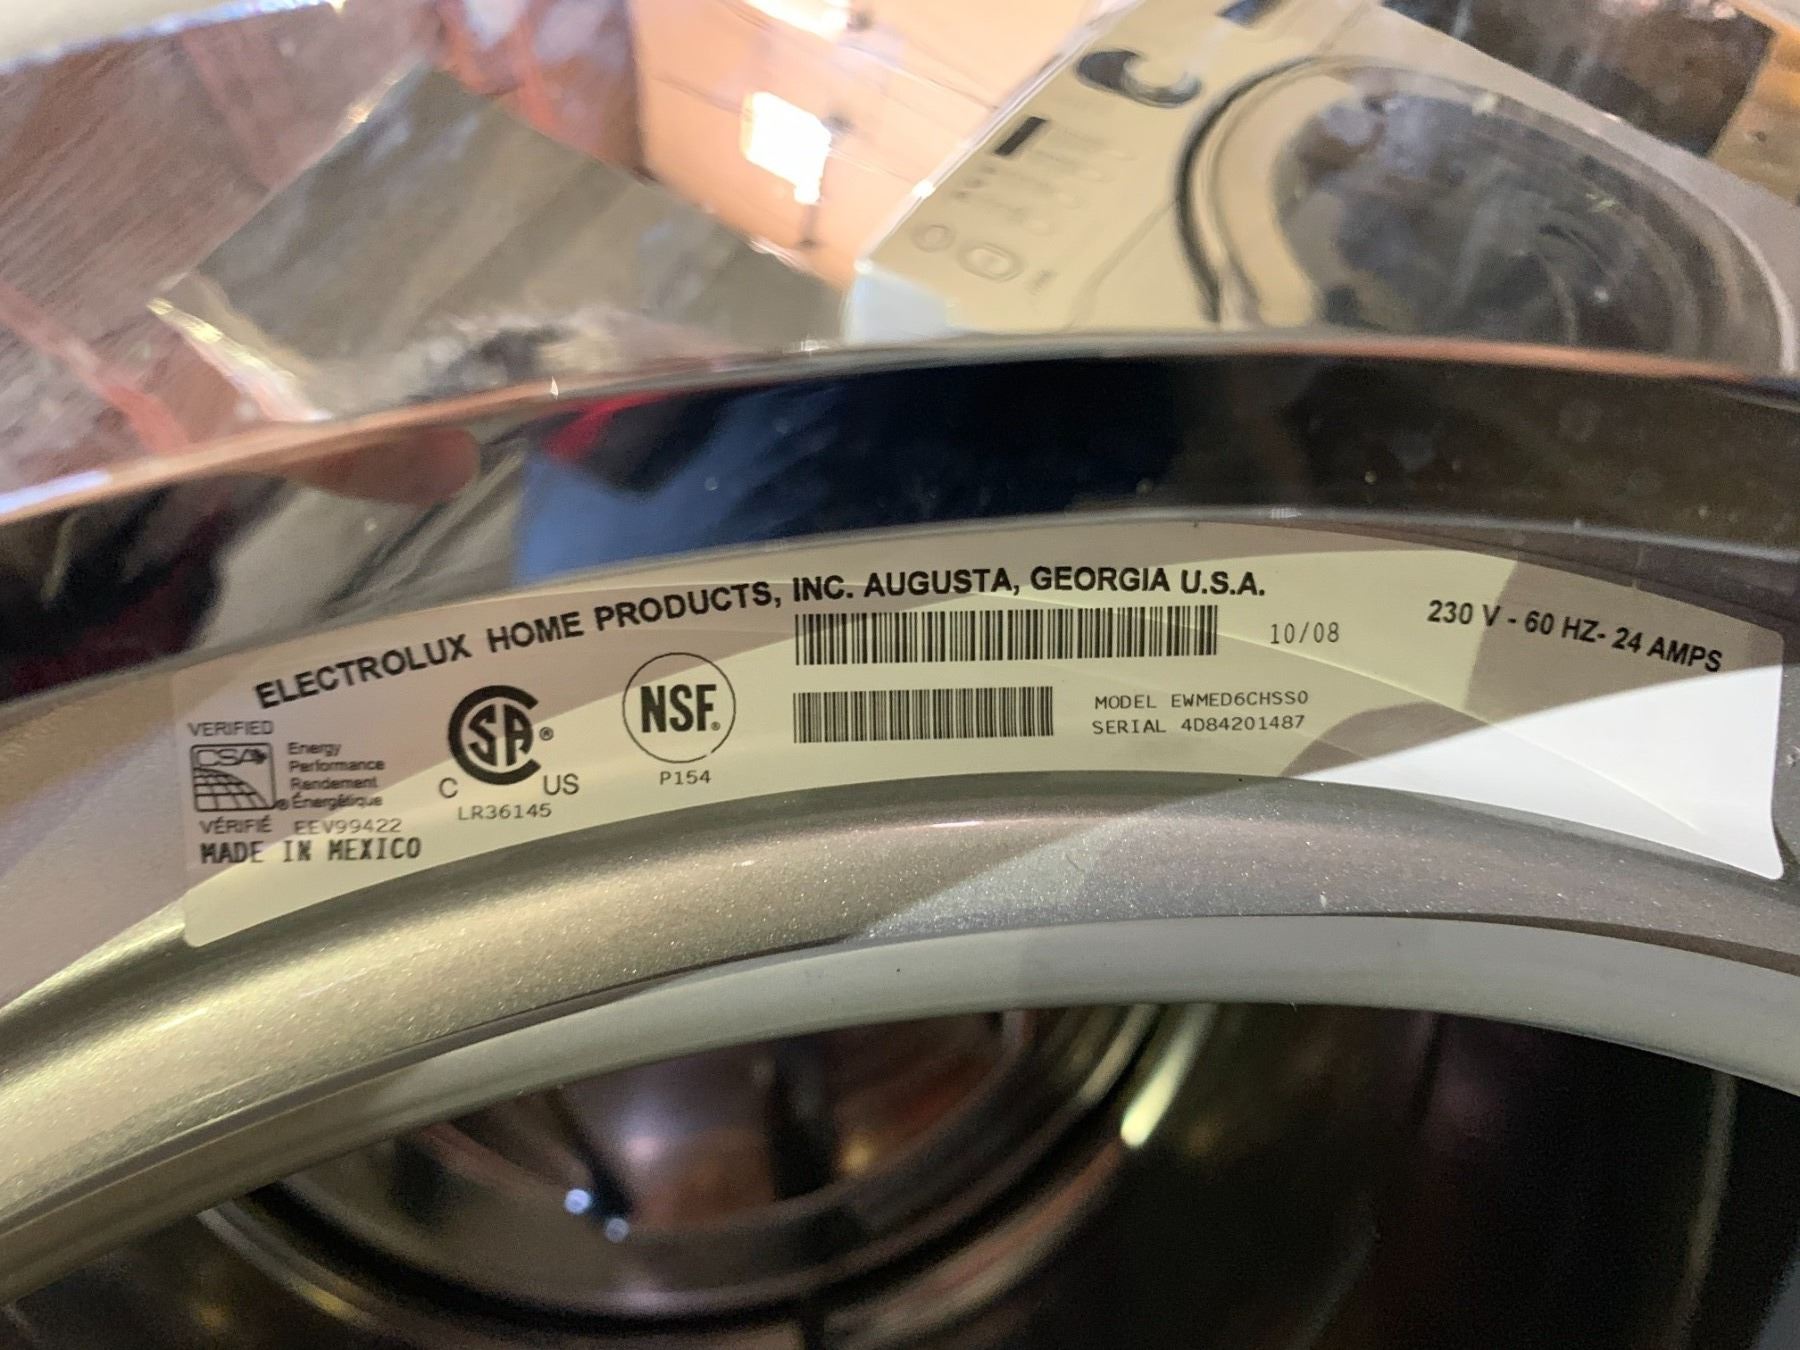 ELECTROLUX HOME PRODUCTS, INC. AUGUSTA, GEORGIA U.S.A.
10/08
230 V - 60 HZ- 24 AMPS
MODEL EWMED6CHSS0
SERIAL 4D84201487
NSF®
P154
CSA®
C US
LR36145
VERIFIED
CSA
Energy
Performance
Rendement
® Énergétique
VÉRIFIÉ EEV99422
MADE IN MEXICO